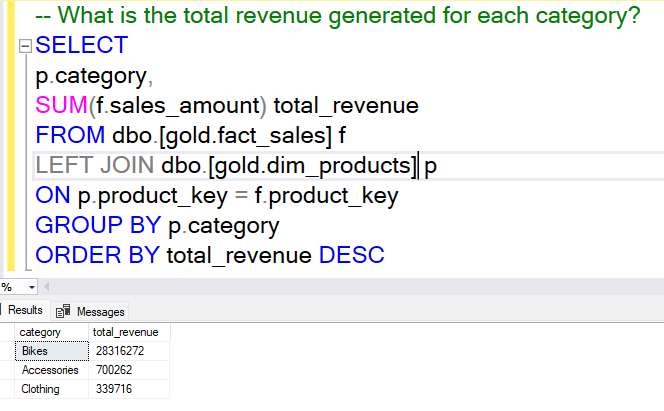 -- What is the total revenue generated for each category?
SELECT
p.category,
SUM(f.sales_amount) total_revenue
FROM dbo.[gold.fact_sales] f
LEFT JOIN dbo.[gold.dim_products] p
ON p.product_key = f.product_key
GROUP BY p.category
ORDER BY total_revenue DESC
%
Results Messages
category total_revenue
Bikes 28316272
Accessories 700262
Clothing 339716